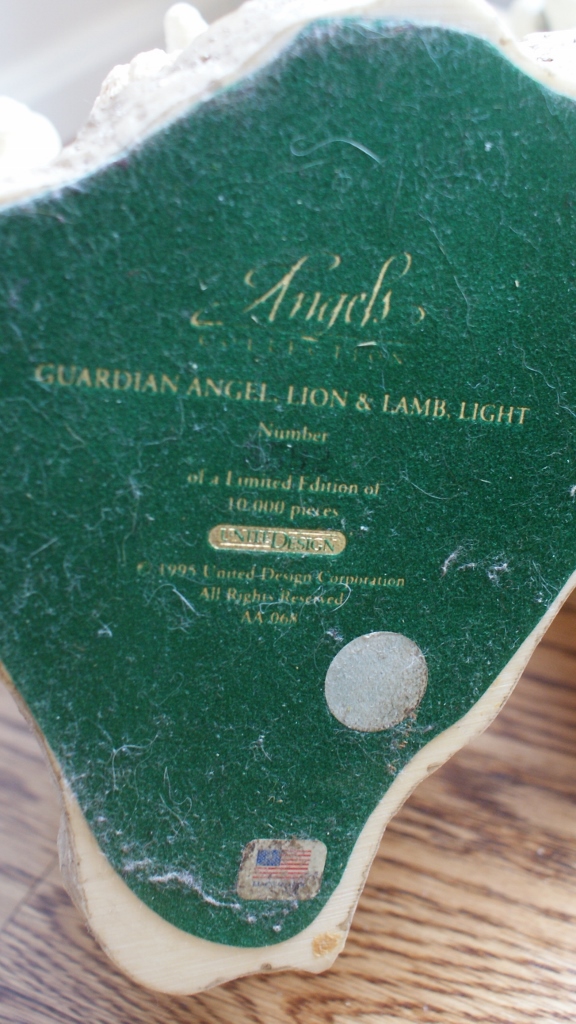 Angels
COLLECTION
GUARDIAN ANGEL, LION & LAMB, LIGHT
Number
of a Limited Edition of
10,000 pieces
UNITED DESIGN
© 1995 United Design Corporation
All Rights Reserved
AA 068